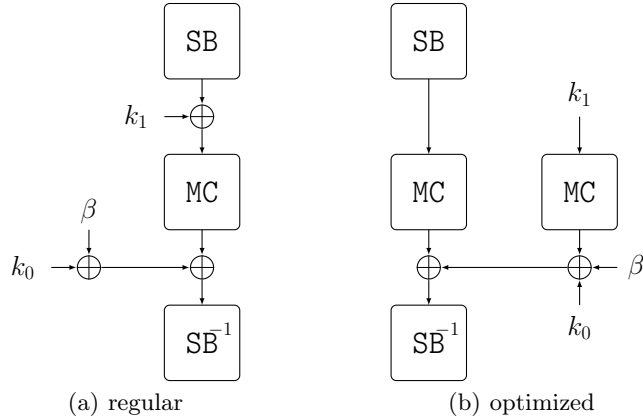 SB
SB
k₁
k₁
MC
MC
MC
β
k₀
β
k₀
SB⁻¹
SB⁻¹
(a) regular
(b) optimized